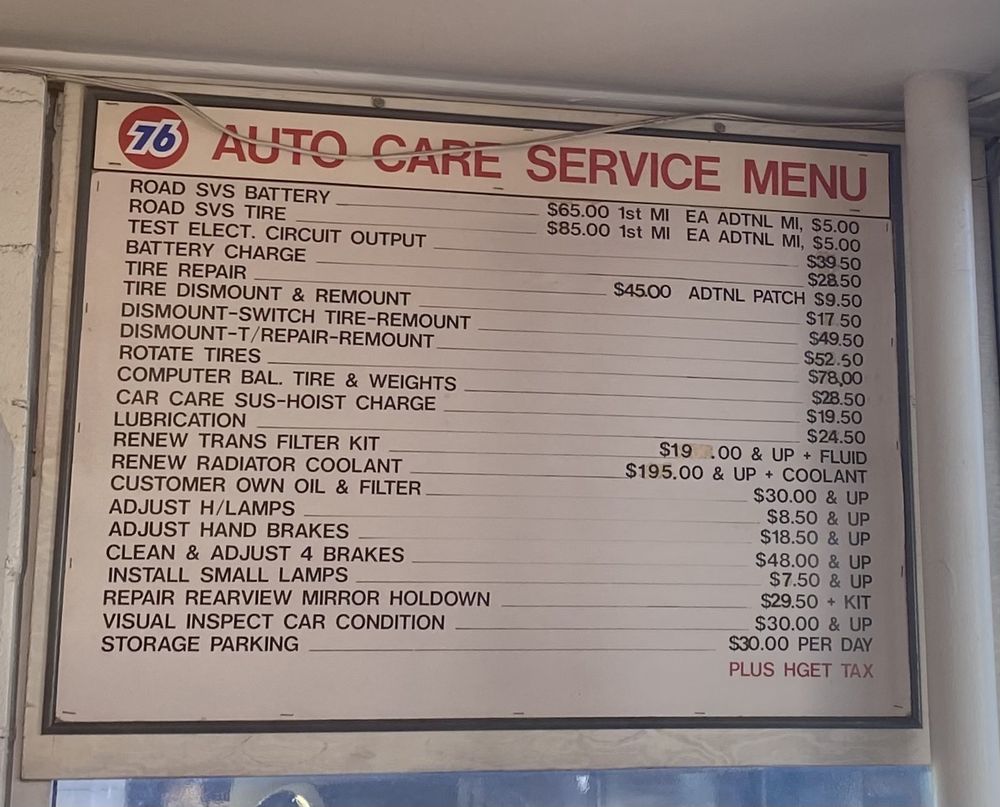 76 AUTO CARE SERVICE MENU
ROAD SVS BATTERY $65.00 1st MI EA ADTNL MI, $5.00
ROAD SVS TIRE $85.00 1st MI EA ADTNL MI, $5.00
TEST ELECT. CIRCUIT OUTPUT $39.50
BATTERY CHARGE $28.50
TIRE REPAIR $45.00 ADTNL PATCH $9.50
TIRE DISMOUNT & REMOUNT $17.50
DISMOUNT-SWITCH TIRE-REMOUNT $49.50
DISMOUNT-T/REPAIR-REMOUNT $52.50
ROTATE TIRES $78,00
COMPUTER BAL. TIRE & WEIGHTS $28.50
CAR CARE SUS-HOIST CHARGE $19.50
LUBRICATION $24.50
RENEW TRANS FILTER KIT & UP + FLUID
RENEW RADIATOR COOLANT $195.00 & UP + COOLANT
CUSTOMER OWN OIL & FILTER $30.00 & UP
ADJUST H/LAMPS $8.50 & UP
ADJUST HAND BRAKES $18.50 & UP
CLEAN & ADJUST 4 BRAKES $48.00 & UP
INSTALL SMALL LAMPS $7.50 & UP
REPAIR REARVIEW MIRROR HOLDOWN $29.50 + KIT
VISUAL INSPECT CAR CONDITION $30.00 & UP
STORAGE PARKING $30.00 PER DAY
PLUS HGET TAX